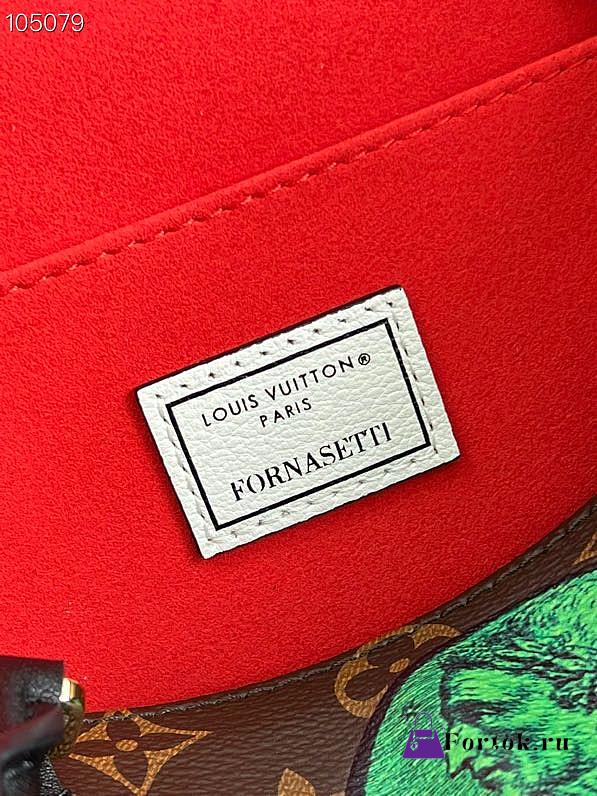 105079
LOUIS VUITTON®
PARIS
FORNASETTI
Forvok.ru